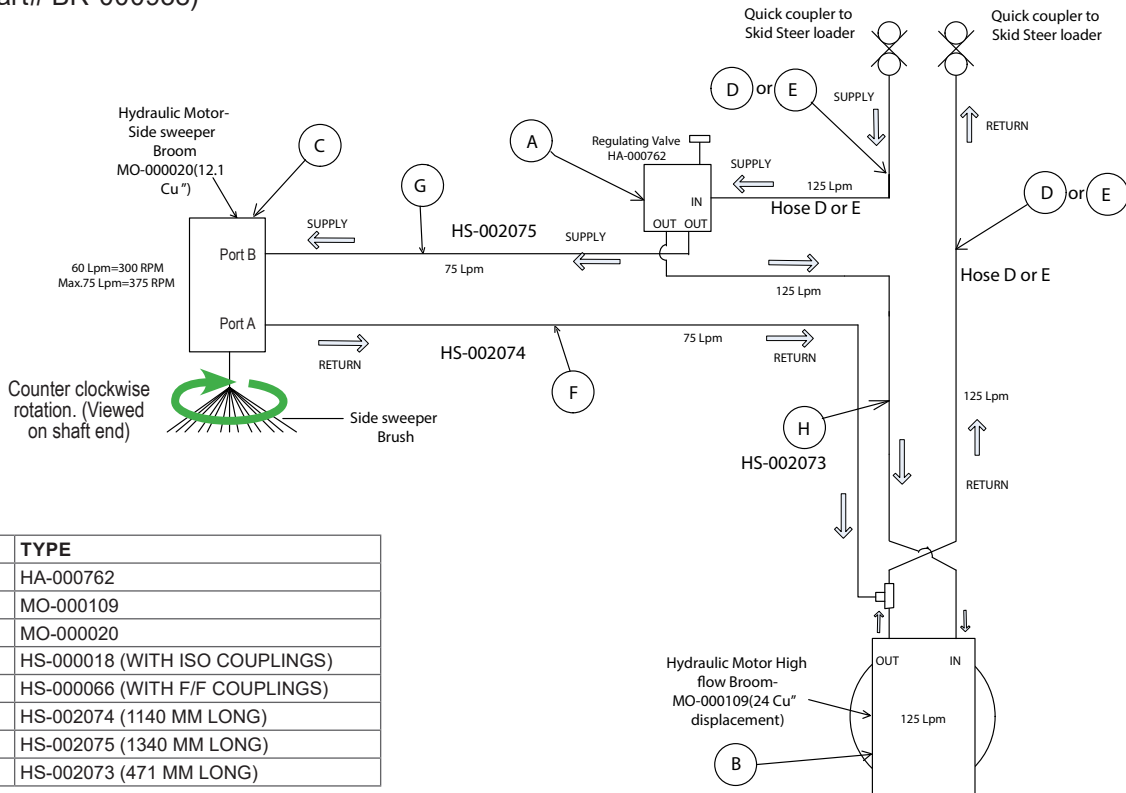 Quick coupler to
Skid Steer loader
Quick coupler to
Skid Steer loader
D or E
SUPPLY
RETURN
Hydraulic Motor-
Side sweeper
Broom
MO-000020(12.1
Cu")
C
A
Regulating Valve
HA-000762
SUPPLY
125 Lpm
IN
Hose D or E
OUT OUT
D or E
G
SUPPLY
HS-002075
SUPPLY
Port B
75 Lpm
60 Lpm=300 RPM
Max.75 Lpm=375 RPM
125 Lpm
Hose D or E
Port A
75 Lpm
RETURN
HS-002074
RETURN
F
Counter clockwise
rotation. (Viewed
on shaft end)
Side sweeper
Brush
125 Lpm
H
HS-002073
RETURN
TYPE
HA-000762
MO-000109
MO-000020
HS-000018 (WITH ISO COUPLINGS)
HS-000066 (WITH F/F COUPLINGS)
HS-002074 (1140 MM LONG)
HS-002075 (1340 MM LONG)
HS-002073 (471 MM LONG)
OUT
IN
Hydraulic Motor High
flow Broom-
MO-000109(24 Cu"
displacement)
125 Lpm
B